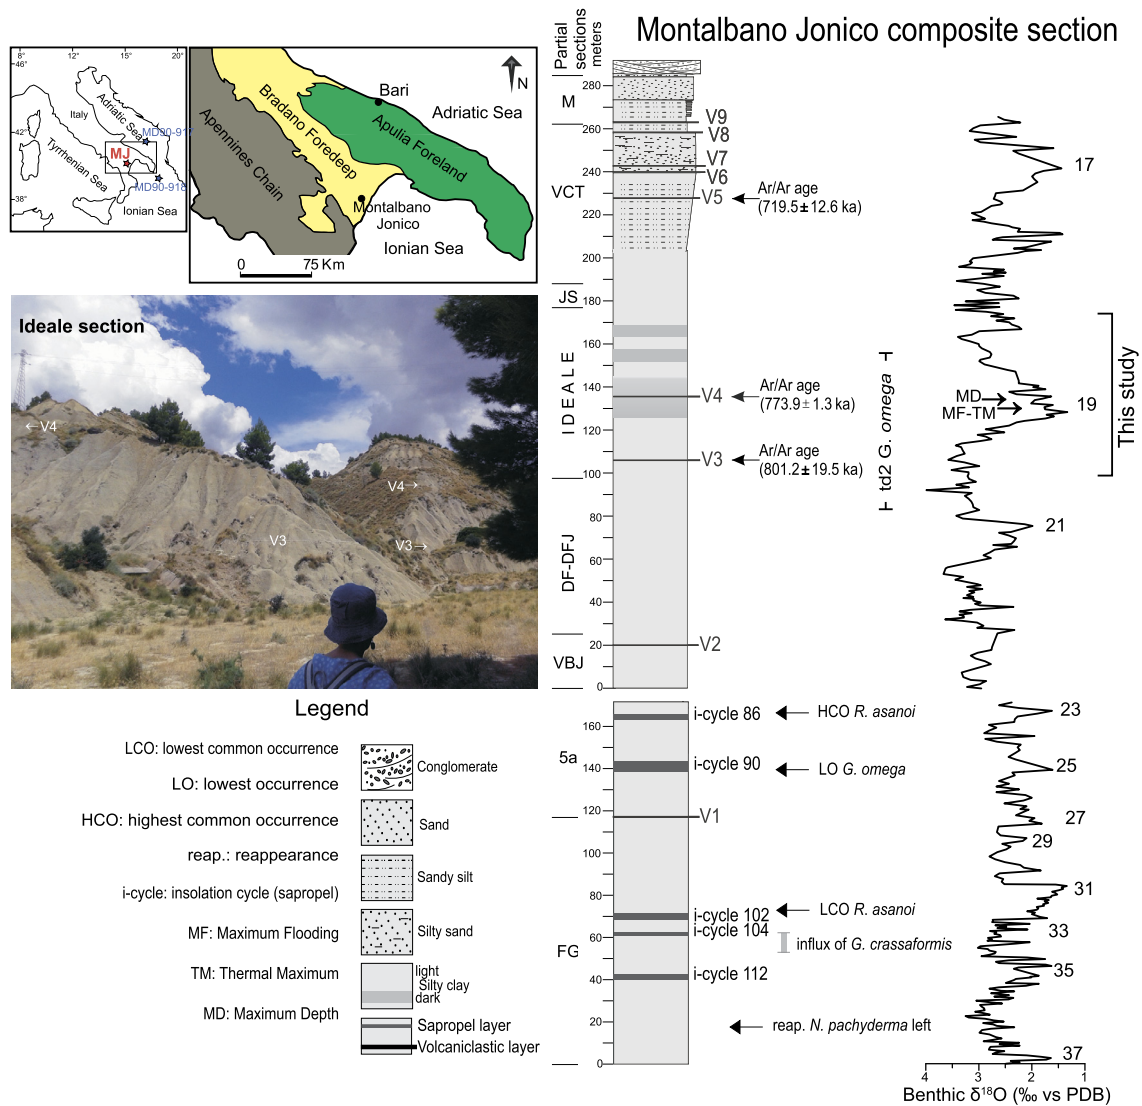 Montalbano Jonico composite section
Partial
sections
meters
8°
12°
15°
20°
46°
42°
38°
Italy
Adriatic Sea
MD90-917
MJ
Tyrrhenian Sea
MD90-918
Ionian Sea
N
Bari
Adriatic Sea
Bradano Foredeep
Apulia Foreland
Apennines Chain
Montalbano
Jonico
Ionian Sea
0
75 Km
Ideale section
←V4
V4→
V3
V3→
Legend
LCO: lowest common occurrence
LO: lowest occurrence
HCO: highest common occurrence
reap.: reappearance
i-cycle: insolation cycle (sapropel)
MF: Maximum Flooding
TM: Thermal Maximum
MD: Maximum Depth
Conglomerate
Sand
Sandy silt
Silty sand
light
Silty clay
dark
Sapropel layer
Volcaniclastic layer
M
VCT
JS
IDEALE
DF-DFJ
VBJ
5a
FG
280
260
240
220
200
180
160
140
120
100
80
60
40
20
0
160
140
120
100
80
60
40
20
0
V9
V8
V7
V6
V5
V4
V3
V2
Ar/Ar age
(719.5±12.6 ka)
Ar/Ar age
(773.9±1.3 ka)
Ar/Ar age
(801.2±19.5 ka)
td2 G. omega
MD
MF-TM
17
19
21
This study
i-cycle 86
i-cycle 90
V1
i-cycle 102
i-cycle 104
i-cycle 112
HCO R. asanoi
LO G. omega
LCO R. asanoi
influx of G. crassaformis
reap. N. pachyderma left
23
25
27
29
31
33
35
37
4
3
2
1
Benthic δ18O (‰ vs PDB)